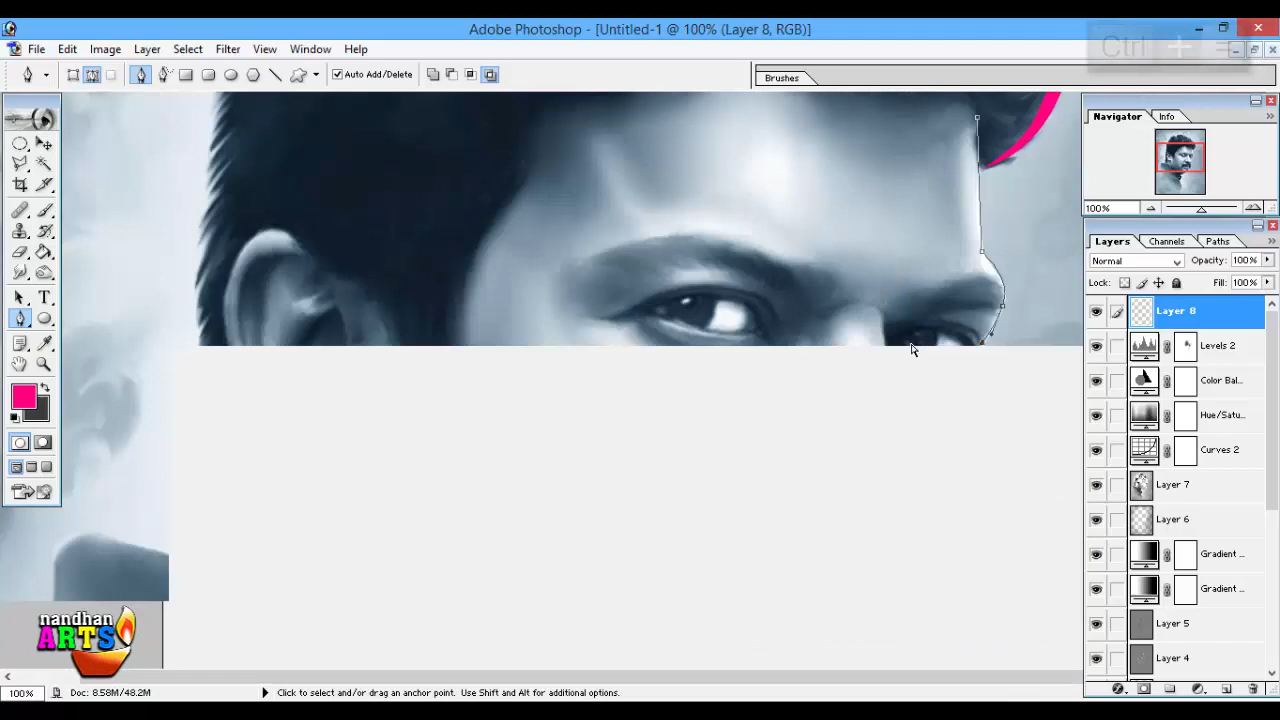 Adobe Photoshop - [Untitled-1 @ 100% (Layer 8, RGB)]
Ctrl + =
File Edit Image Layer Select Filter View Window Help
Auto Add/Delete
Brushes
Navigator Info
100%
Layers Channels Paths
Normal Opacity: 100%
Lock: Fill: 100%
Layer 8
Levels 2
Color Bal...
Hue/Satu...
Curves 2
Layer 7
Layer 6
Gradient ...
Gradient ...
Layer 5
Layer 4
nandhan
ARTS
100% Doc: 8.58M/48.2M Click to select and/or drag an anchor point. Use Shift and Alt for additional options.